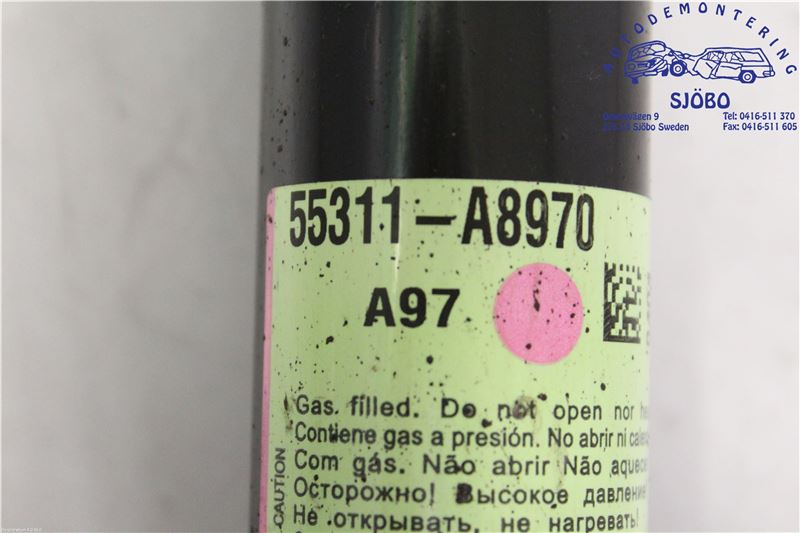 AUTODEMONTERING
SJÖBO
Tel: 0416-511 370
Sjöbo Sweden
Fax: 0416-511 605
55311-A8970
A97
Gas filled. Do not open nor
Contiene gas a presión. No abrir ni
Com gás. Não abrir Não
Осторожно! Высокое давление
Не открывать, не нагревать!
CAUTION